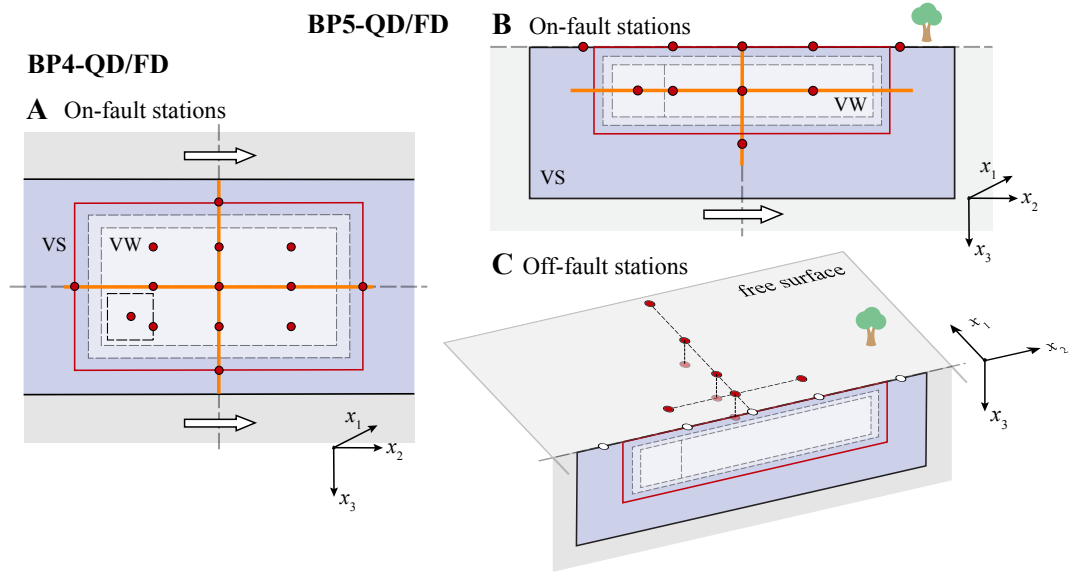 BP5-QD/FD
BP4-QD/FD
A On-fault stations
VS
VW
x1
x2
x3
B On-fault stations
VW
VS
x1
x2
x3
C Off-fault stations
free surface
x1
x2
x3